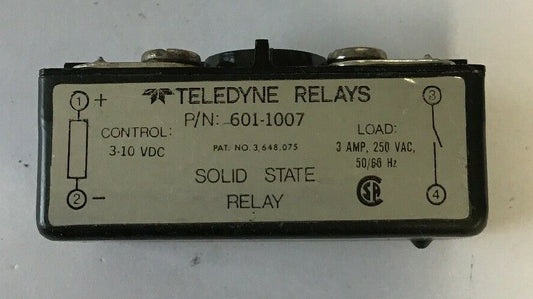 TELEDYNE RELAYS
P/N: 601-1007
1 +
CONTROL:
3-10 VDC
2 −
PAT. NO. 3,648,075
SOLID STATE
RELAY
3
LOAD:
3 AMP, 250 VAC,
50/60 Hz
SA
4